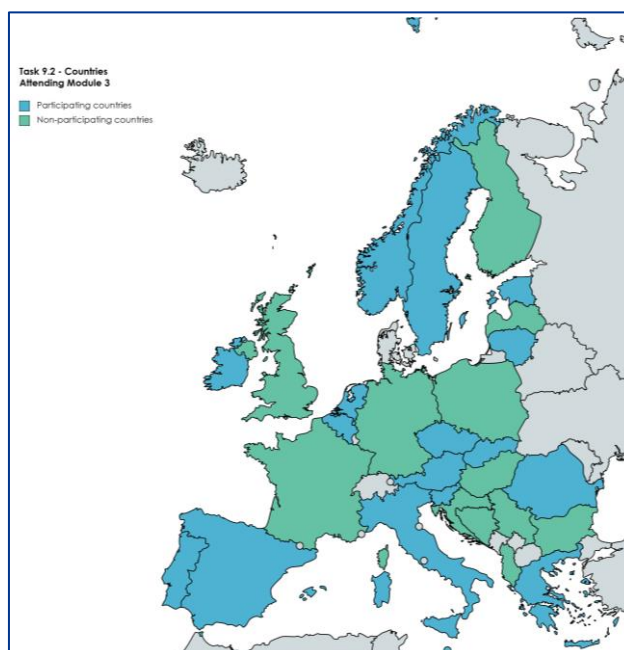 Task 9.2 - Countries
Attending Module 3
Participating countries
Non-participating countries